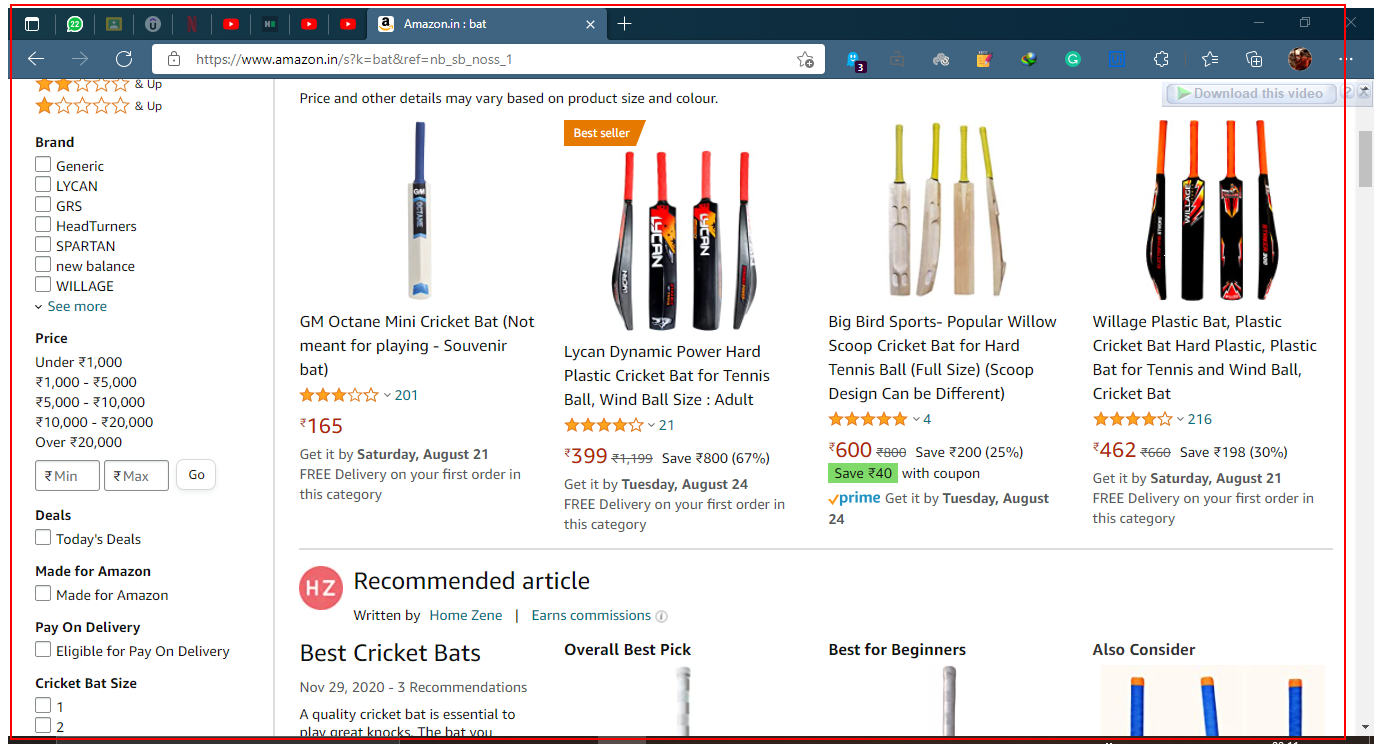 22
Amazon.in : bat
https://www.amazon.in/s?k=bat&ref=nb_sb_noss_1
3
& Up
& Up
Brand
Generic
LYCAN
GRS
HeadTurners
SPARTAN
new balance
WILLAGE
See more
Price
Under ₹1,000
₹1,000 - ₹5,000
₹5,000 - ₹10,000
₹10,000 - ₹20,000
Over ₹20,000
₹ Min
₹ Max
Go
Deals
Today's Deals
Made for Amazon
Made for Amazon
Pay On Delivery
Eligible for Pay On Delivery
Cricket Bat Size
1
2
Price and other details may vary based on product size and colour.
Download this video
GM
OCTANE
GM Octane Mini Cricket Bat (Not
meant for playing - Souvenir
bat)
201
₹165
Get it by Saturday, August 21
FREE Delivery on your first order in
this category
Best seller
LYCAN
LYCAN
Lycan Dynamic Power Hard
Plastic Cricket Bat for Tennis
Ball, Wind Ball Size : Adult
21
₹399 ₹1,199 Save ₹800 (67%)
Get it by Tuesday, August 24
FREE Delivery on your first order in
this category
Big Bird Sports- Popular Willow
Scoop Cricket Bat for Hard
Tennis Ball (Full Size) (Scoop
Design Can be Different)
4
₹600 ₹800 Save ₹200 (25%)
Save ₹40 with coupon
prime Get it by Tuesday, August
24
WILLAGE
Willage Plastic Bat, Plastic
Cricket Bat Hard Plastic, Plastic
Bat for Tennis and Wind Ball,
Cricket Bat
216
₹462 ₹660 Save ₹198 (30%)
Get it by Saturday, August 21
FREE Delivery on your first order in
this category
HZ
Recommended article
Written by Home Zene | Earns commissions
Best Cricket Bats
Nov 29, 2020 - 3 Recommendations
A quality cricket bat is essential to
play great knocks. The bat you
Overall Best Pick
Best for Beginners
Also Consider